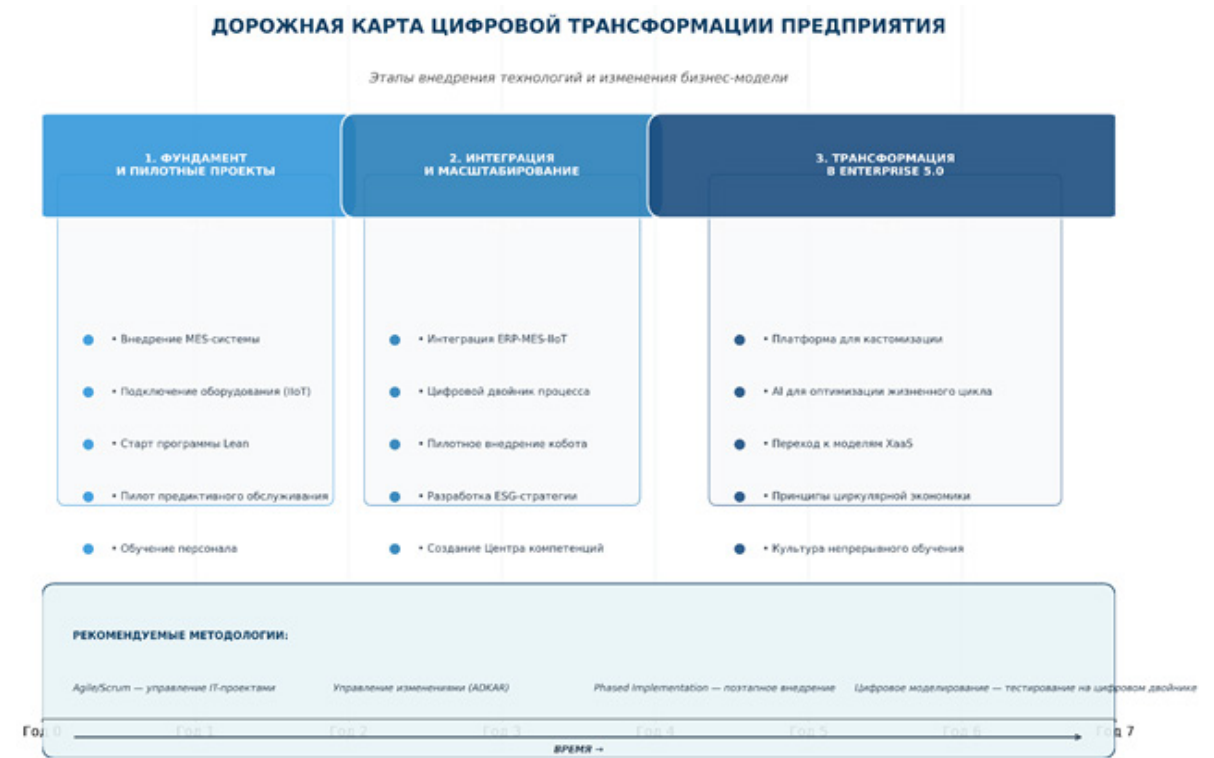 ДОРОЖНАЯ КАРТА ЦИФРОВОЙ ТРАНСФОРМАЦИИ ПРЕДПРИЯТИЯ
Этапы внедрения технологий и изменения бизнес-модели
1. ФУНДАМЕНТ
И ПИЛОТНЫЕ ПРОЕКТЫ
• Внедрение MES-системы
• Подключение оборудования (IIoT)
• Старт программы Lean
• Пилот предиктивного обслуживания
• Обучение персонала
2. ИНТЕГРАЦИЯ
И МАСШТАБИРОВАНИЕ
• Интеграция ERP-MES-IIoT
• Цифровой двойник процесса
• Пилотное внедрение кобота
• Разработка ESG-стратегии
• Создание Центра компетенций
3. ТРАНСФОРМАЦИЯ
В ENTERPRISE 5.0
• Платформа для кастомизации
• AI для оптимизации жизненного цикла
• Переход к моделям XaaS
• Принципы циркулярной экономики
• Культура непрерывного обучения
РЕКОМЕНДУЕМЫЕ МЕТОДОЛОГИИ:
Agile/Scrum — управление IT-проектами
Управление изменениями (ADKAR)
Phased Implementation — поэтапное внедрение
Цифровое моделирование — тестирование на цифровом двойнике
Год 0 Год 1 Год 2 Год 3 Год 4 Год 5 Год 6 Год 7
ВРЕМЯ →